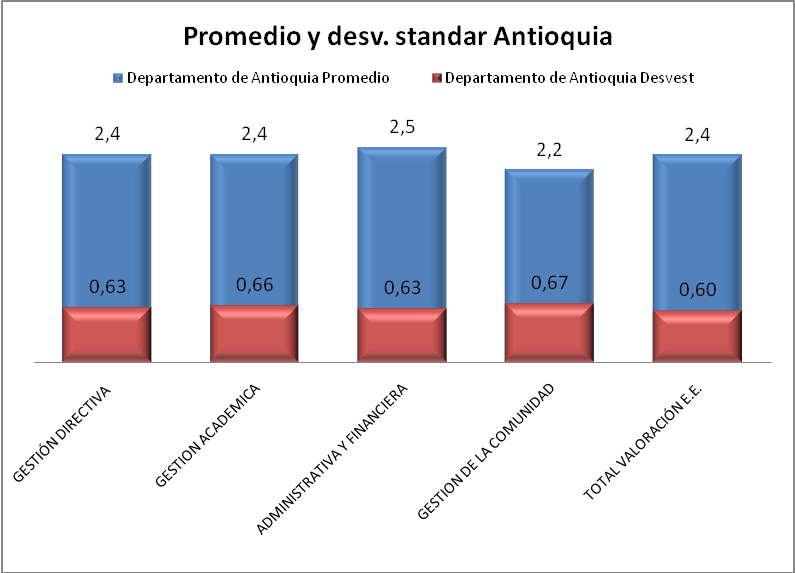 Promedio y desv. standar Antioquia
Departamento de Antioquia Promedio
Departamento de Antioquia Desvest
2,4
2,4
2,5
2,2
2,4
0,63
0,66
0,63
0,67
0,60
GESTIÓN DIRECTIVA
GESTION ACADEMICA
ADMINISTRATIVA Y FINANCIERA
GESTION DE LA COMUNIDAD
TOTAL VALORACIÓN E.E.